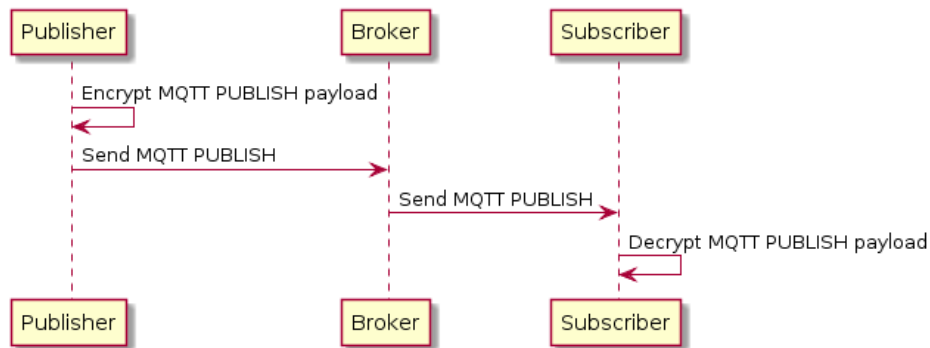 Publisher
Broker
Subscriber
Encrypt MQTT PUBLISH payload
Send MQTT PUBLISH
Send MQTT PUBLISH
Decrypt MQTT PUBLISH payload
Publisher
Broker
Subscriber